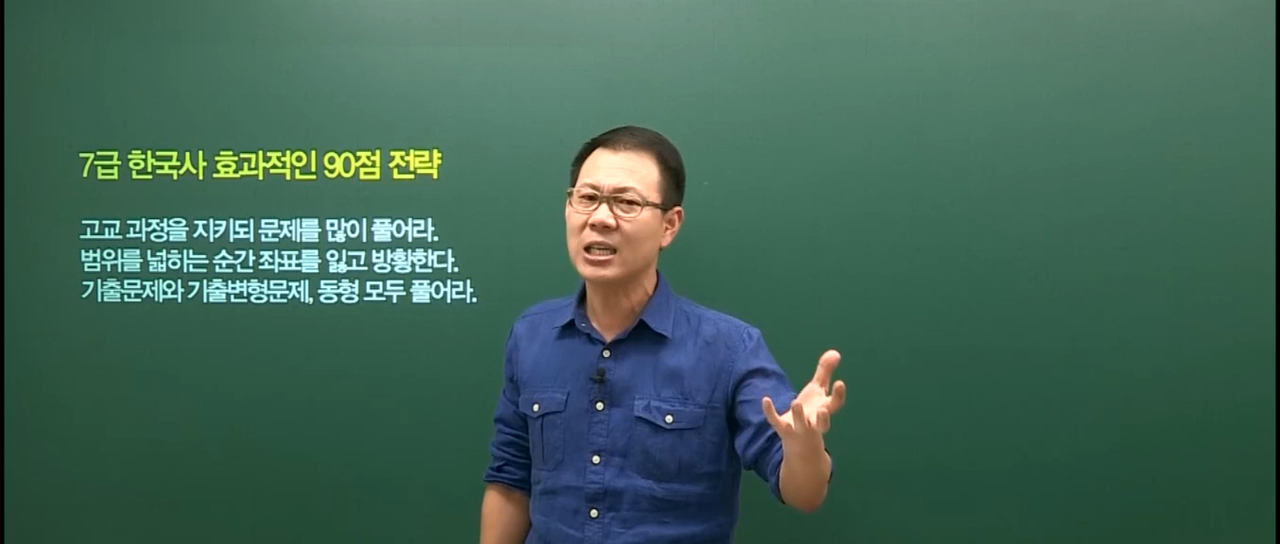 7급 한국사 효과적인 90점 전략
고교 과정을 지키되 문제를 많이 풀어라.
범위를 넓히는 순간 좌표를 잃고 방황한다.
기출문제와 기출변형문제, 동형 모두 풀어라.